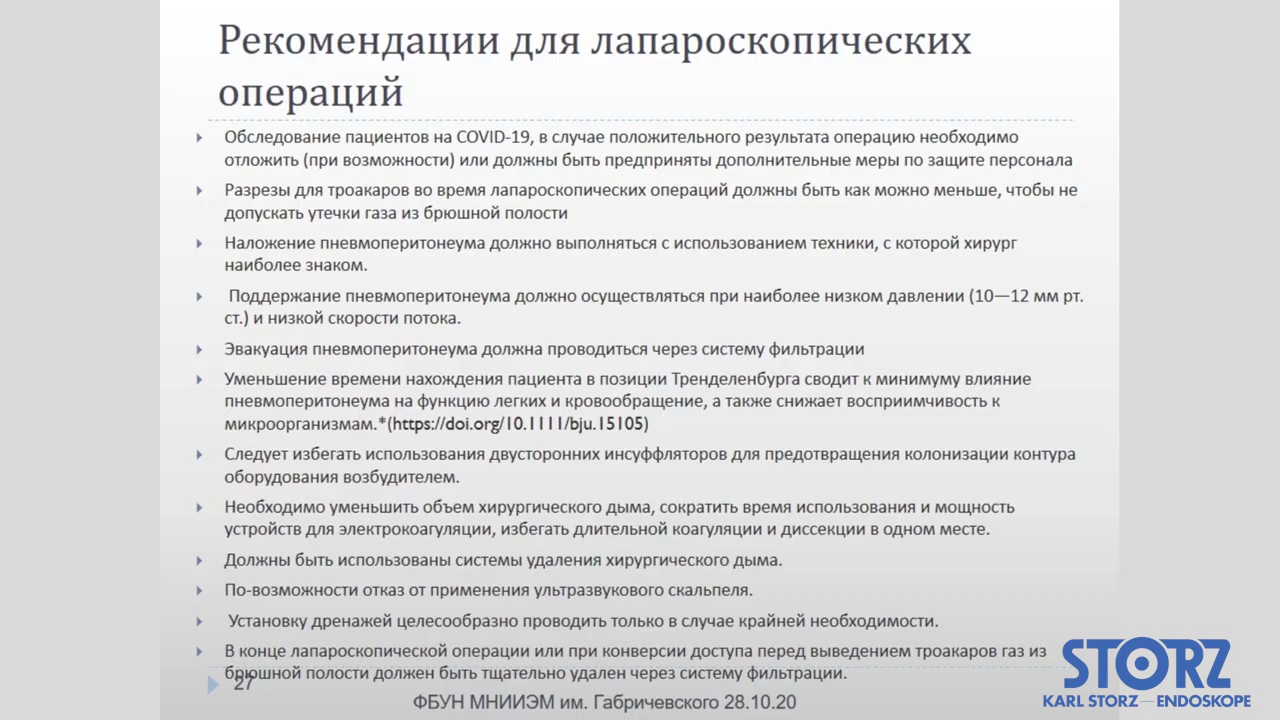 Рекомендации для лапароскопических
операций
Обследование пациентов на COVID-19, в случае положительного результата операцию необходимо
отложить (при возможности) или должны быть предприняты дополнительные меры по защите персонала
Разрезы для троакаров во время лапароскопических операций должны быть как можно меньше, чтобы не
допускать утечки газа из брюшной полости
Наложение пневмоперитонеума должно выполняться с использованием техники, с которой хирург
наиболее знаком.
Поддержание пневмоперитонеума должно осуществляться при наиболее низком давлении (10—12 мм рт.
ст.) и низкой скорости потока.
Эвакуация пневмоперитонеума должна проводиться через систему фильтрации
Уменьшение времени нахождения пациента в позиции Тренделенбурга сводит к минимуму влияние
пневмоперитонеума на функцию легких и кровообращение, а также снижает восприимчивость к
микроорганизмам.*(https://doi.org/10.1111/bju.15105)
Следует избегать использования двусторонних инсуффляторов для предотвращения колонизации контура
оборудования возбудителем.
Необходимо уменьшить объем хирургического дыма, сократить время использования и мощность
устройств для электрокоагуляции, избегать длительной коагуляции и диссекции в одном месте.
Должны быть использованы системы удаления хирургического дыма.
По-возможности отказ от применения ультразвукового скальпеля.
Установку дренажей целесообразно проводить только в случае крайней необходимости.
В конце лапароскопической операции или при конверсии доступа перед выведением троакаров газ из
брюшной полости должен быть тщательно удален через систему фильтрации.
27
ФБУН МНИИЭМ им. Габричевского 28.10.20
STORZ
KARL STORZ—ENDOSKOPE